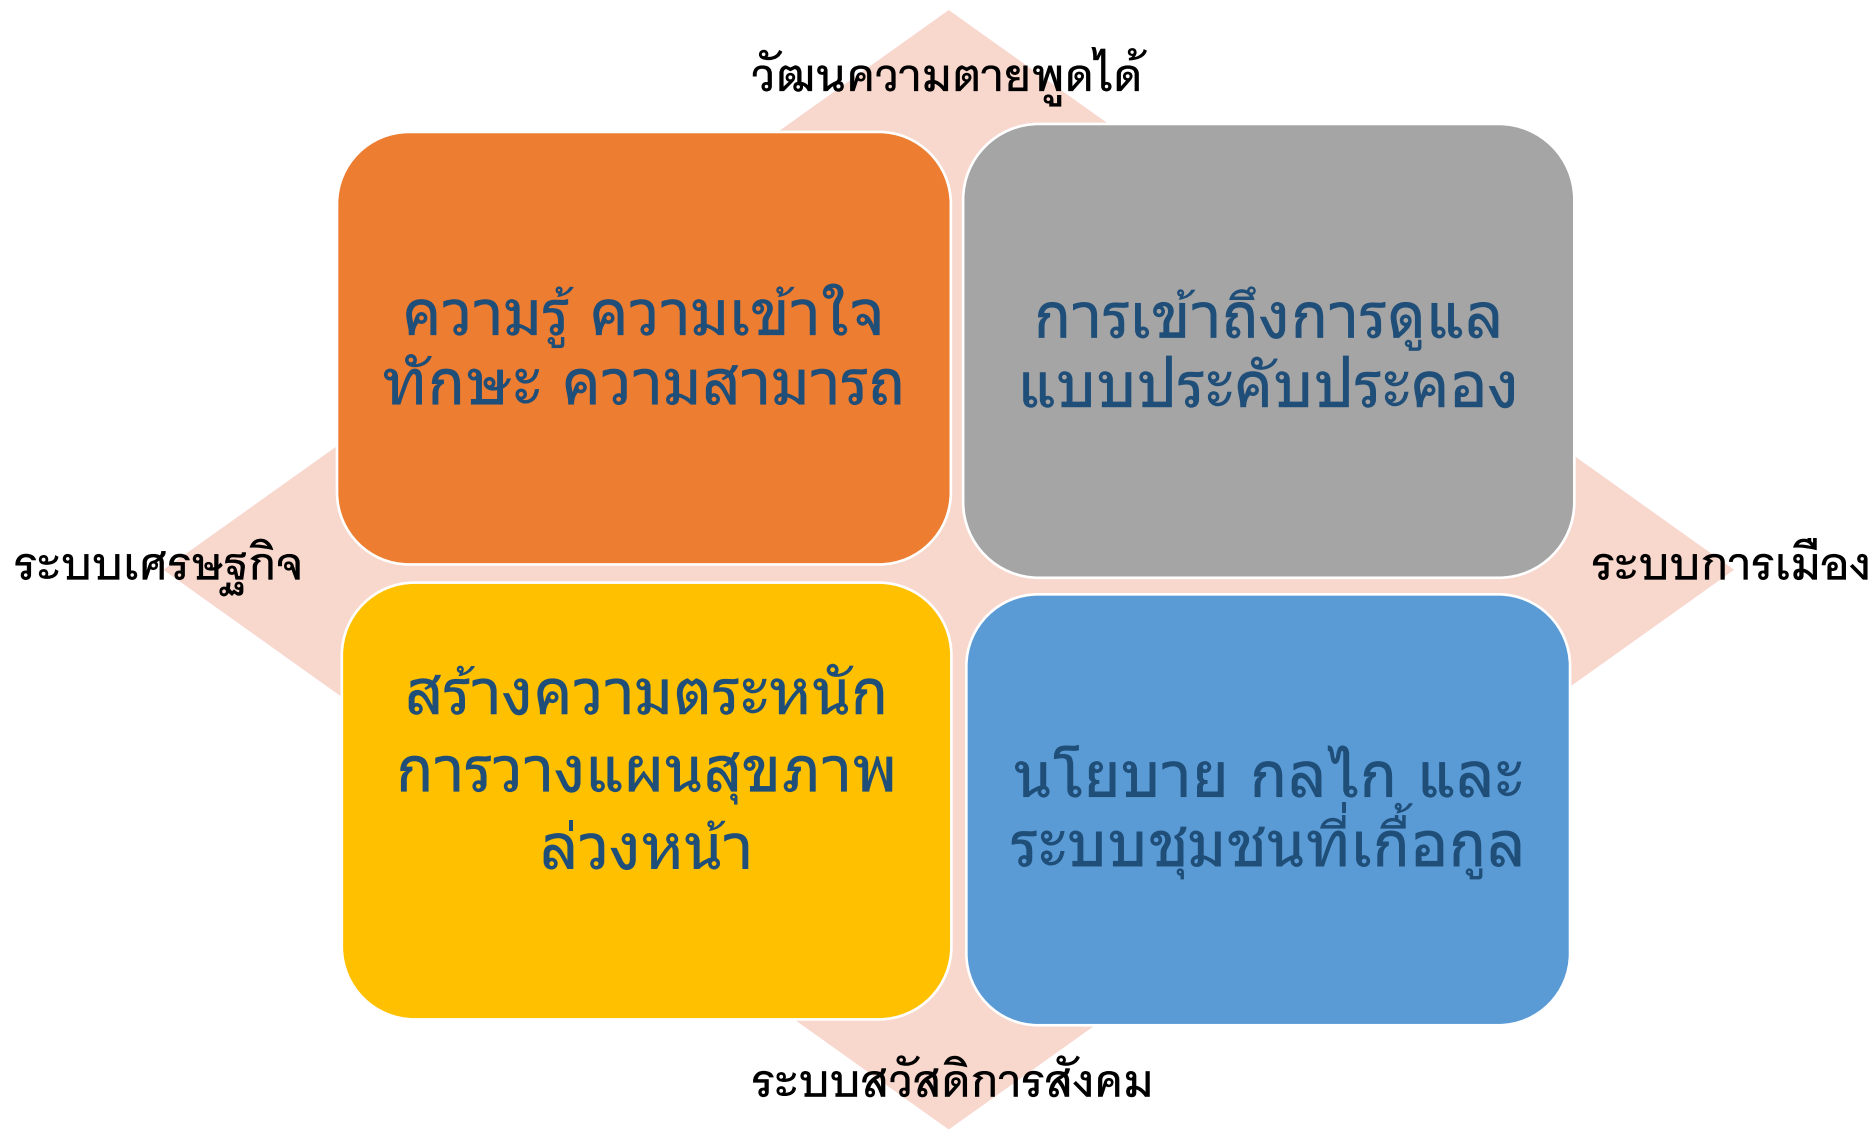 วัฒนความตายพูดได้
ความรู้ ความเข้าใจ
ทักษะ ความสามารถ
การเข้าถึงการดูแล
แบบประคับประคอง
ระบบเศรษฐกิจ
ระบบการเมือง
สร้างความตระหนัก
การวางแผนสุขภาพ
ล่วงหน้า
นโยบาย กลไก และ
ระบบชุมชนที่เกื้อกูล
ระบบสวัสดิการสังคม